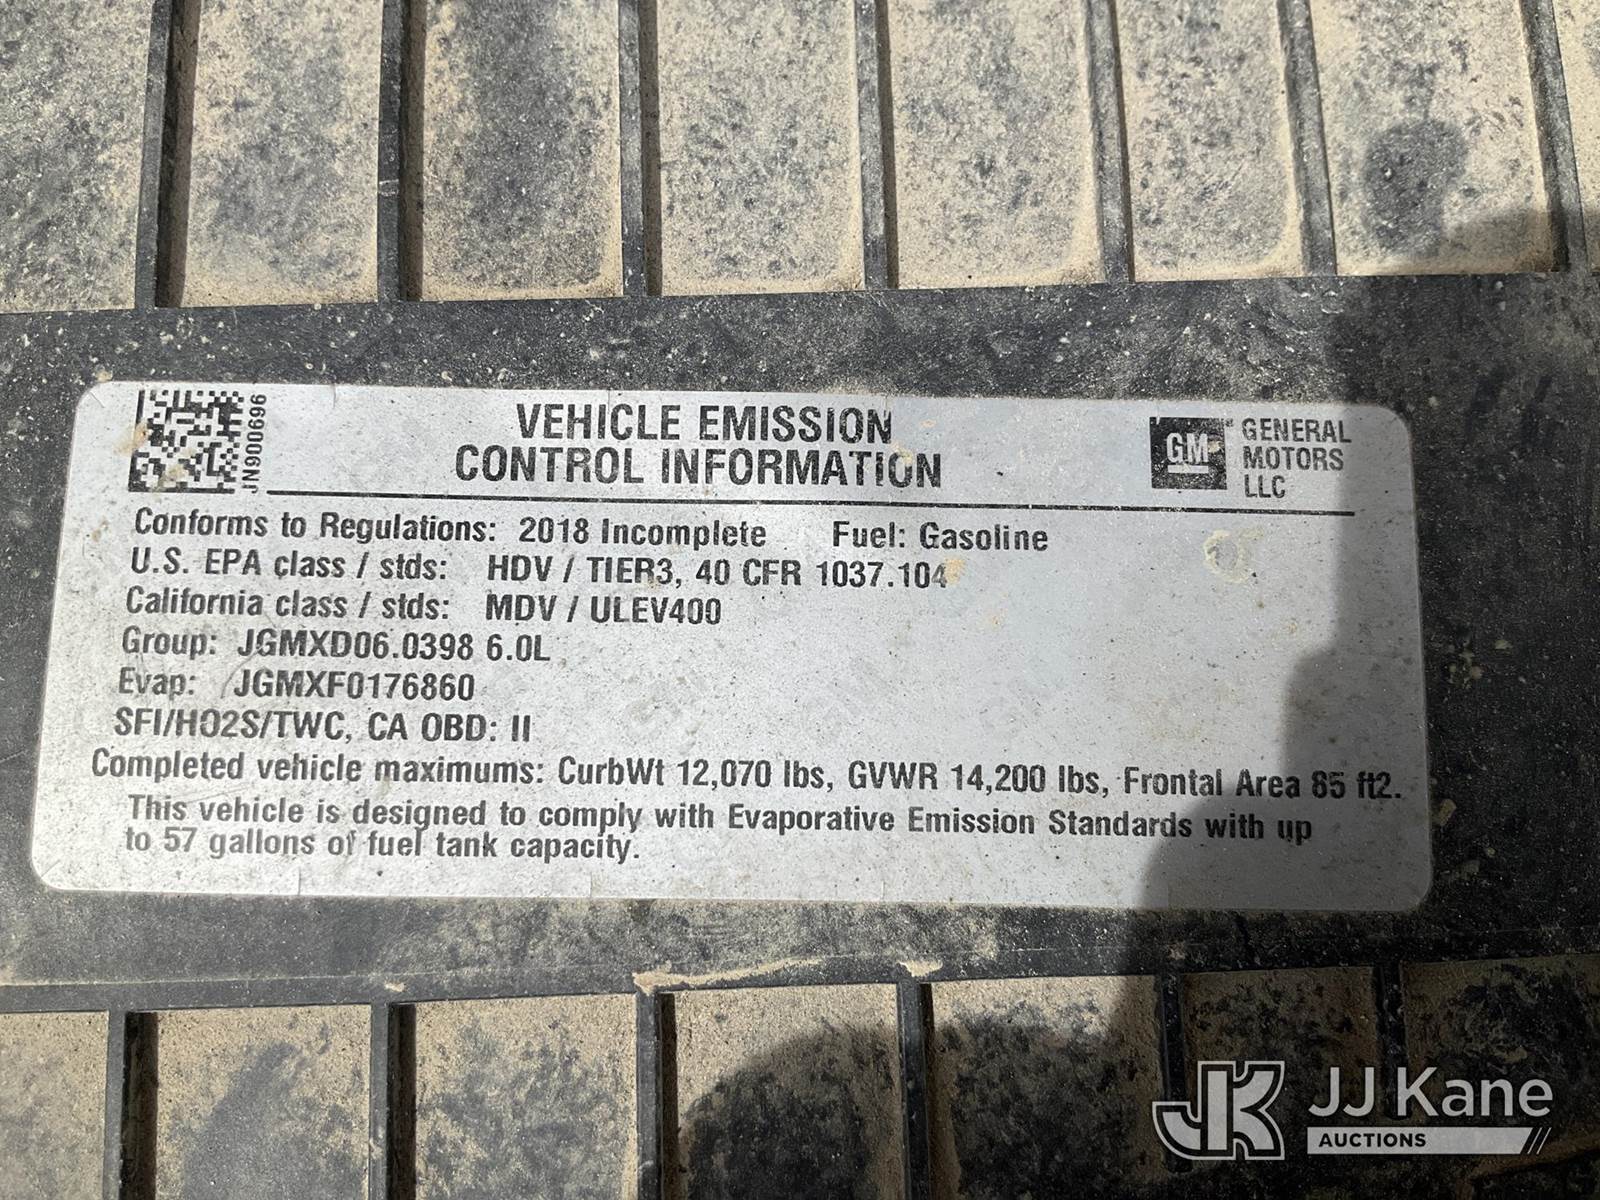 JN900696
VEHICLE EMISSION
CONTROL INFORMATION
GM
GENERAL
MOTORS
LLC
Conforms to Regulations: 2018 Incomplete Fuel: Gasoline
U.S. EPA class / stds: HDV / TIER3, 40 CFR 1037.104
California class / stds: MDV / ULEV400
Group: JGMXD06.0398 6.0L
Evap: JGMXF0176860
SFI/HO2S/TWC, CA OBD: II
Completed vehicle maximums: CurbWt 12,070 lbs, GVWR 14,200 lbs, Frontal Area 85 ft2.
This vehicle is designed to comply with Evaporative Emission Standards with up
to 57 gallons of fuel tank capacity.
JK JJ Kane
AUCTIONS